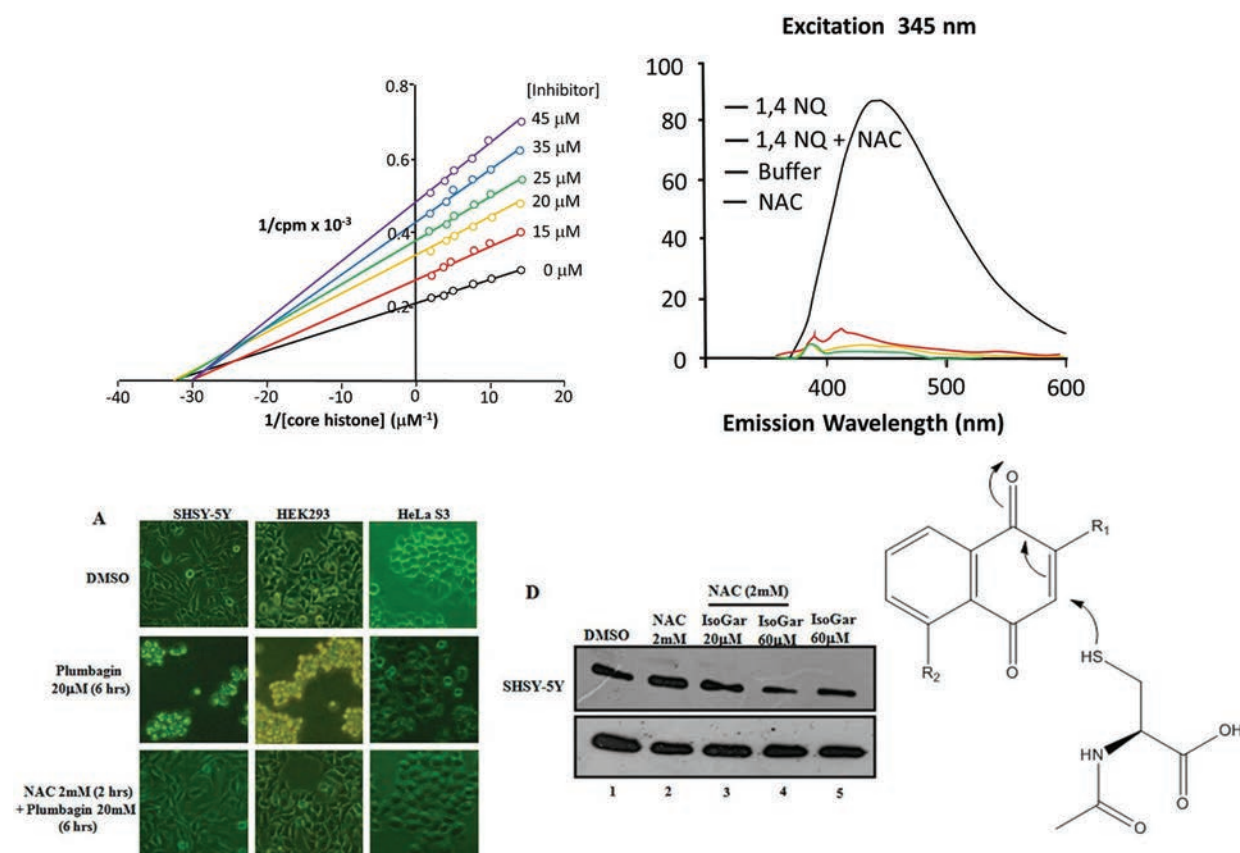 0.8
[Inhibitor]
45 μM
35 μM
0.6
25 μM
20 μM
1/cpm x 10-3
0.4
15 μM
0 μM
0.2
-40 -30 -20 -10 0 10 20
1/[core histone] (μM-1)
Excitation 345 nm
100
80
60
40
20
0
1,4 NQ
1,4 NQ + NAC
Buffer
NAC
400 500 600
Emission Wavelength (nm)
A
SHSY-5Y HEK293 HeLa S3
DMSO
Plumbagin
20μM (6 hrs)
NAC 2mM (2 hrs)
+ Plumbagin 20mM
(6 hrs)
D
NAC (2mM)
DMSO
NAC
2mM
IsoGar
20μM
IsoGar
60μM
IsoGar
60μM
SHSY-5Y
1 2 3 4 5
O
R1
O
R2
HS
HN
OH
O
O